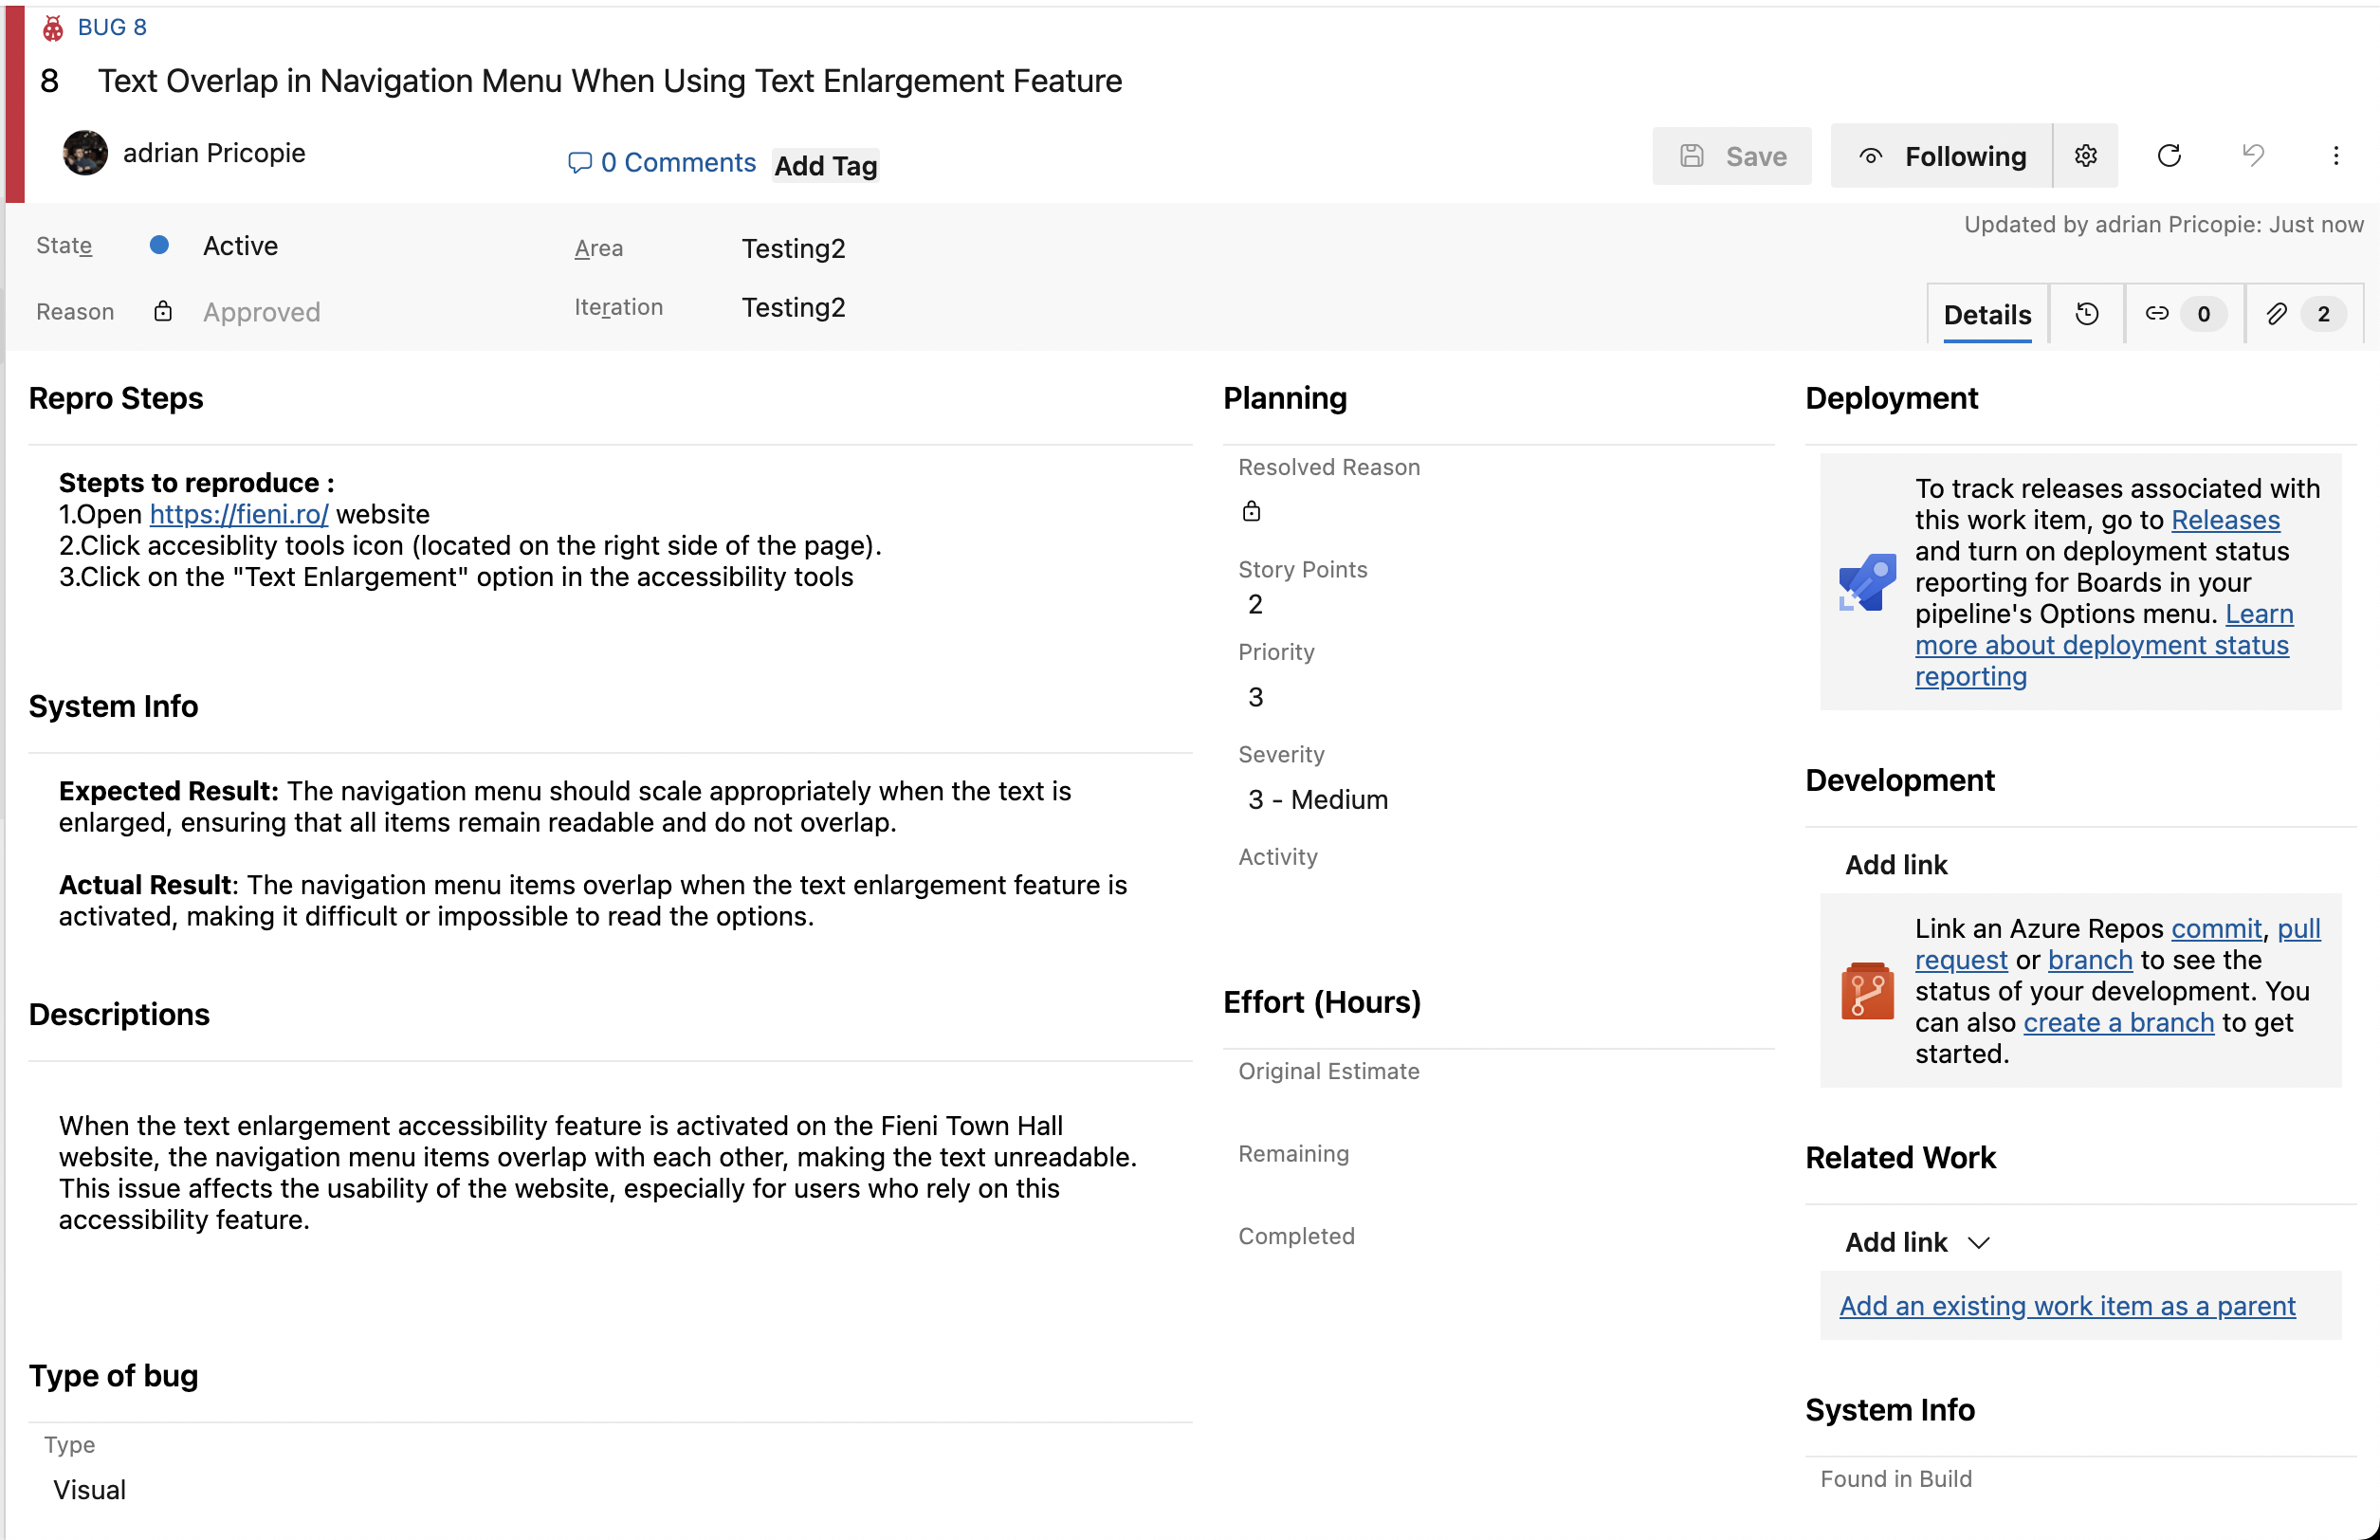 BUG 8
8 Text Overlap in Navigation Menu When Using Text Enlargement Feature
adrian Pricopie
0 Comments
Add Tag
Save
Following
Updated by adrian Pricopie: Just now
State Active
Area Testing2
Reason Approved
Iteration Testing2
Details
0
2
Repro Steps
Stepts to reproduce :
1.Open https://fieni.ro/ website
2.Click accesiblity tools icon (located on the right side of the page).
3.Click on the "Text Enlargement" option in the accessibility tools
System Info
Expected Result: The navigation menu should scale appropriately when the text is
enlarged, ensuring that all items remain readable and do not overlap.
Actual Result: The navigation menu items overlap when the text enlargement feature is
activated, making it difficult or impossible to read the options.
Descriptions
When the text enlargement accessibility feature is activated on the Fieni Town Hall
website, the navigation menu items overlap with each other, making the text unreadable.
This issue affects the usability of the website, especially for users who rely on this
accessibility feature.
Type of bug
Type
Visual
Planning
Resolved Reason
Story Points
2
Priority
3
Severity
3 - Medium
Activity
Effort (Hours)
Original Estimate
Remaining
Completed
Deployment
To track releases associated with
this work item, go to Releases
and turn on deployment status
reporting for Boards in your
pipeline's Options menu. Learn
more about deployment status
reporting
Development
Add link
Link an Azure Repos commit, pull
request or branch to see the
status of your development. You
can also create a branch to get
started.
Related Work
Add link
Add an existing work item as a parent
System Info
Found in Build